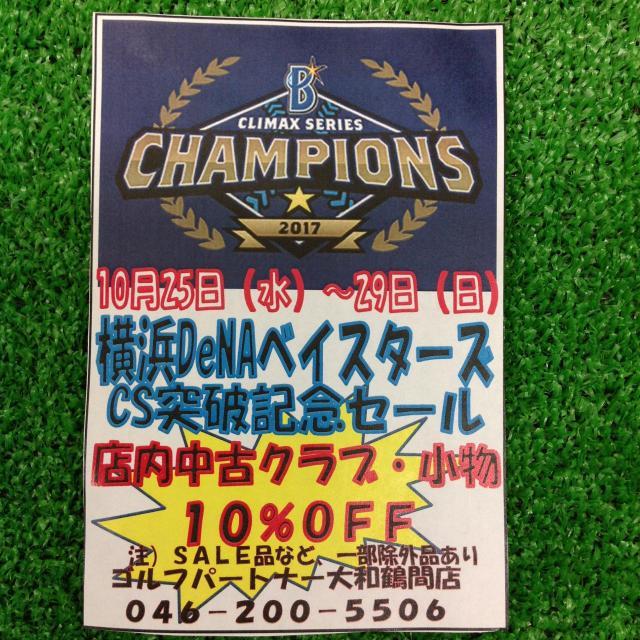 B
CLIMAX SERIES
CHAMPIONS
2017
10月25日（水）～29日（日）
横浜DeNAベイスターズ
CS突破記念セール
店内中古クラブ・小物
10%OFF
注）SALE品など、一部除外品あり
ゴルフパートナー大和鶴間店
046-200-5506